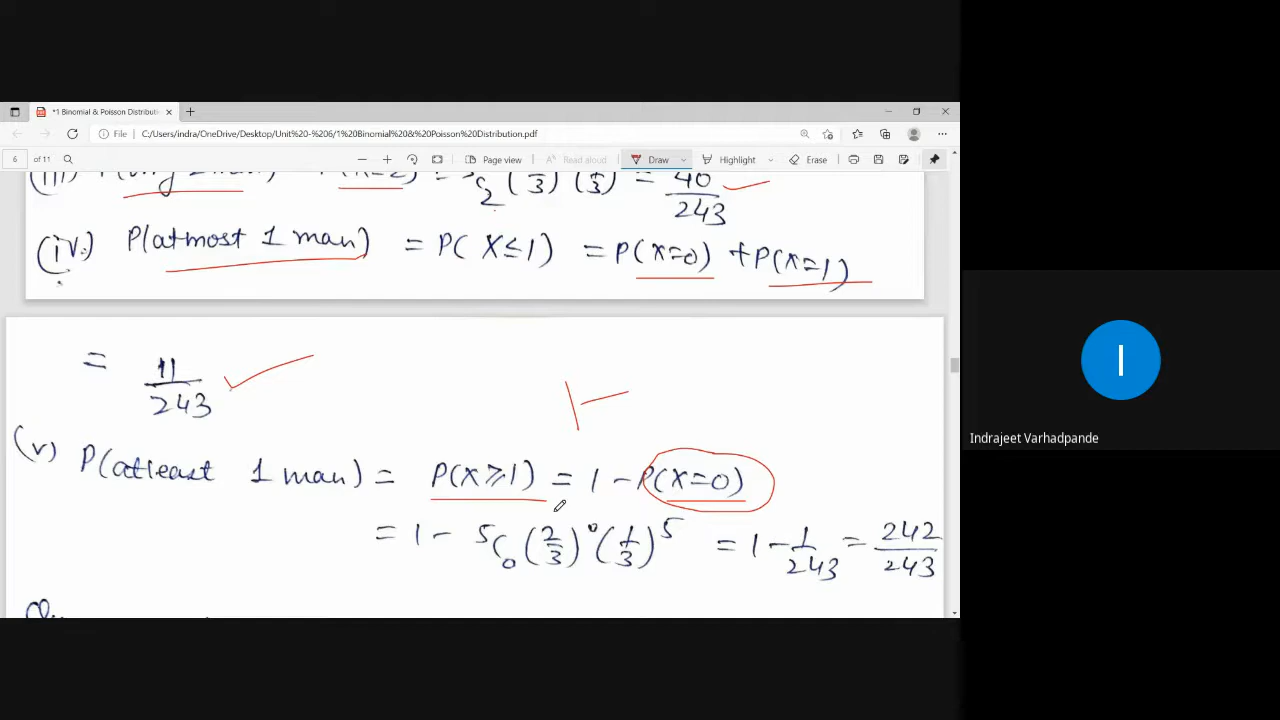 *1 Binomial & Poisson Distributi
File C:/Users/indra/OneDrive/Desktop/Unit%20-%206/1%20Binomial%20&%20Poisson%20Distribution.pdf
6 of 11 Page view Read aloud Draw Highlight Erase
40
243
(iv.) P(atmost 1 man) = P( X≤1) = P(X=0) + P(X=1)
= 11/243
1 –
(v) P(atleast 1 man) = P(X⩾1) = 1 – P(X=0)
= 1 – ⁵C₀ (2/3)⁰ (1/3)⁵ = 1 – 1/243 = 242/243
I
Indrajeet Varhadpande